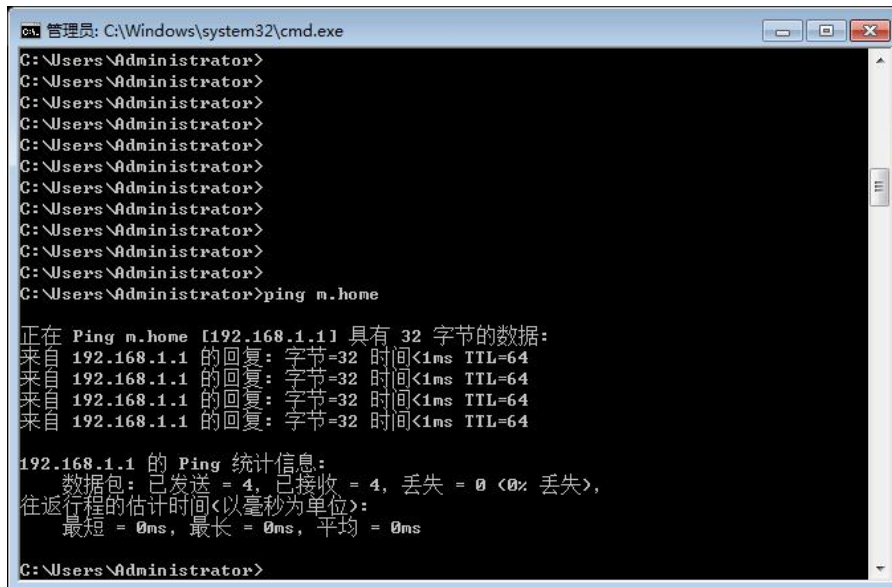 管理员: C:\Windows\system32\cmd.exe
C:\Users\Administrator>
C:\Users\Administrator>
C:\Users\Administrator>
C:\Users\Administrator>
C:\Users\Administrator>
C:\Users\Administrator>
C:\Users\Administrator>
C:\Users\Administrator>
C:\Users\Administrator>
C:\Users\Administrator>
C:\Users\Administrator>
C:\Users\Administrator>ping m.home
正在 Ping m.home [192.168.1.1] 具有 32 字节的数据:
来自 192.168.1.1 的回复: 字节=32 时间<1ms TTL=64
来自 192.168.1.1 的回复: 字节=32 时间<1ms TTL=64
来自 192.168.1.1 的回复: 字节=32 时间<1ms TTL=64
来自 192.168.1.1 的回复: 字节=32 时间<1ms TTL=64
192.168.1.1 的 Ping 统计信息:
数据包: 已发送 = 4, 已接收 = 4, 丢失 = 0 (0% 丢失),
往返行程的估计时间(以毫秒为单位):
最短 = 0ms, 最长 = 0ms, 平均 = 0ms
C:\Users\Administrator>